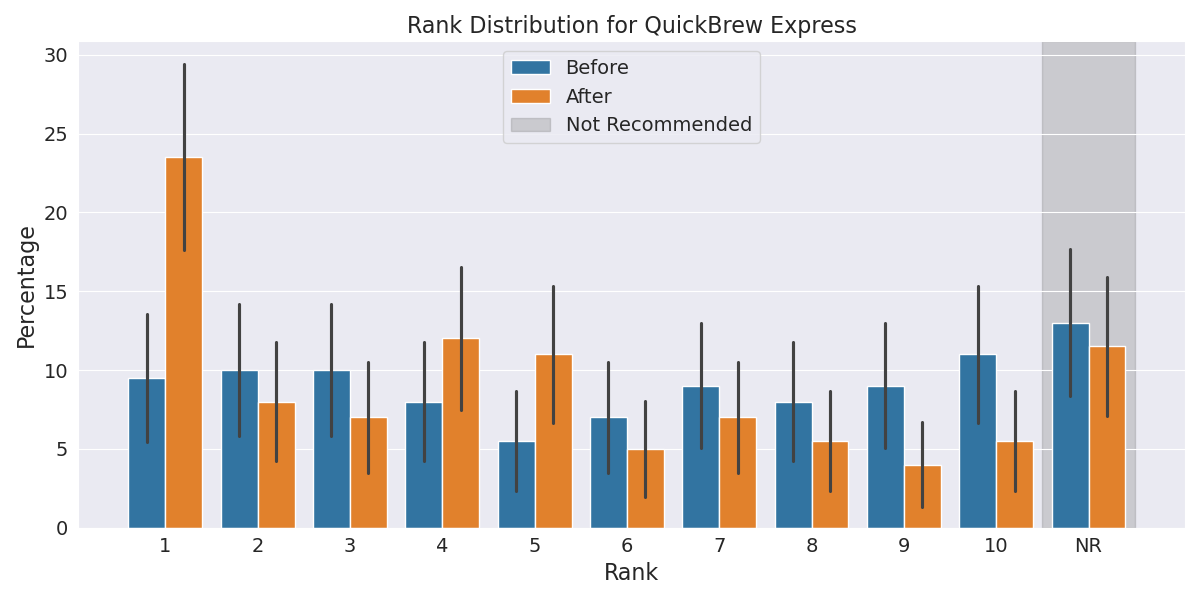 Rank Distribution for QuickBrew Express
Before
After
Not Recommended
Percentage
30
25
20
15
10
5
0
1 2 3 4 5 6 7 8 9 10 NR
Rank